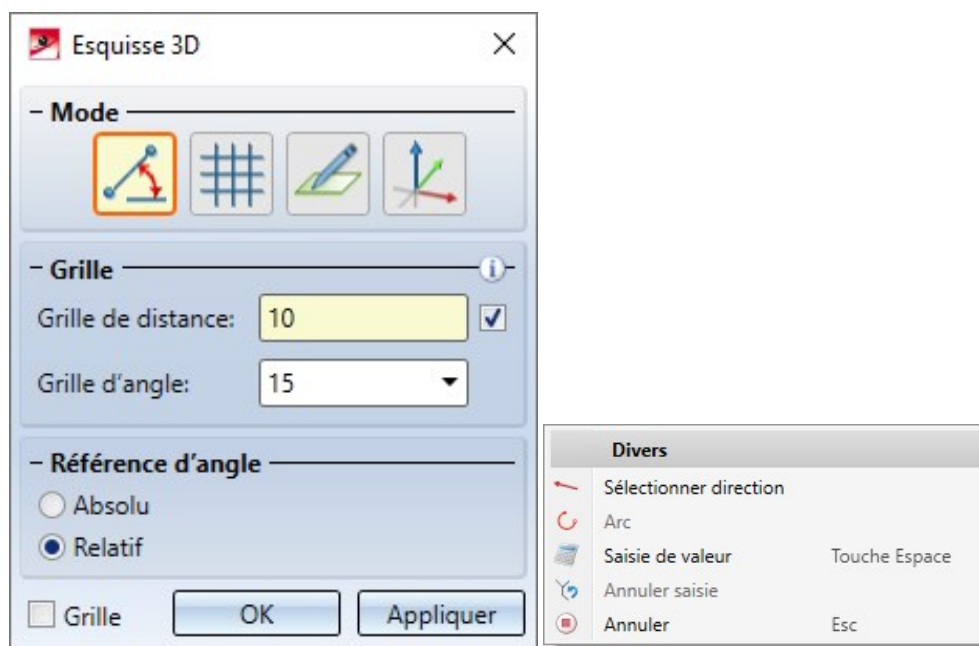 Esquisse 3D
Mode
Grille
Grille de distance: 10
Grille d'angle: 15
Référence d'angle
Absolu
Relatif
Grille OK Appliquer
Divers
Sélectionner direction
Arc
Saisie de valeur Touche Espace
Annuler saisie
Annuler Esc